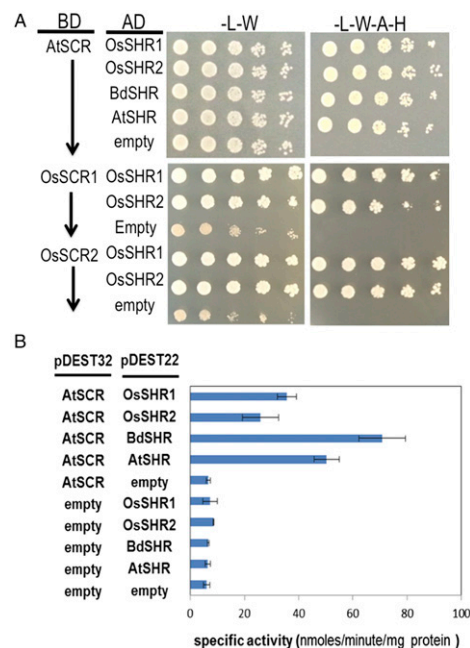 A
BD AD -L-W -L-W-A-H
AtSCR OsSHR1
OsSHR2
BdSHR
AtSHR
empty
OsSCR1 OsSHR1
OsSHR2
Empty
OsSCR2 OsSHR1
OsSHR2
empty
B
pDEST32 pDEST22
AtSCR OsSHR1
AtSCR OsSHR2
AtSCR BdSHR
AtSCR AtSHR
AtSCR empty
empty OsSHR1
empty OsSHR2
empty BdSHR
empty AtSHR
empty empty
0 20 40 60 80 100
specific activity (nmoles/minute/mg protein)